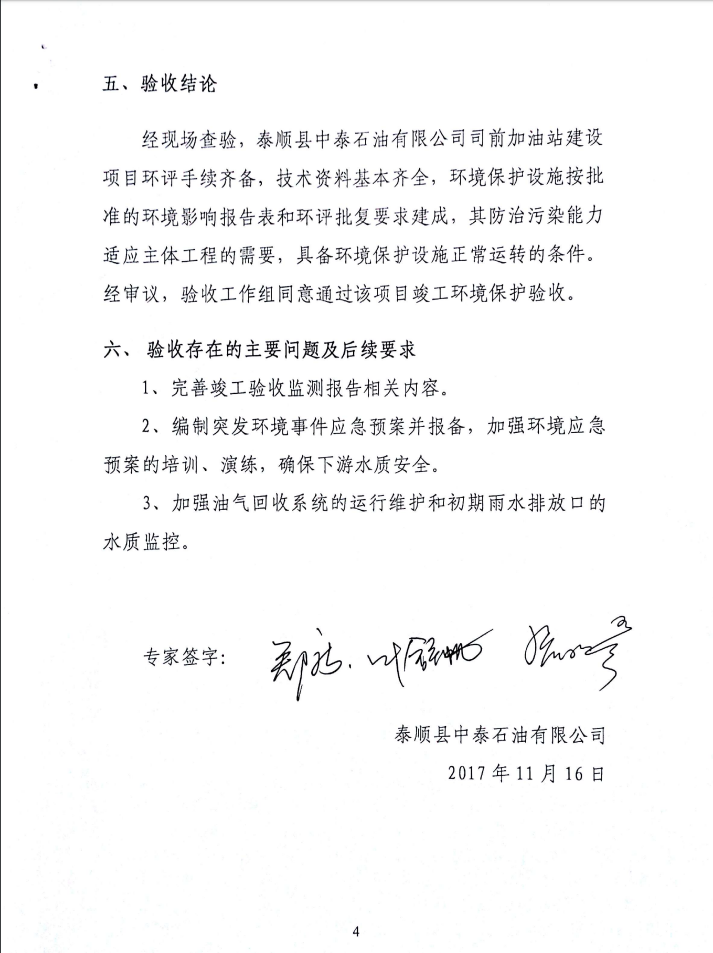 五、验收结论
经现场查验，泰顺县中泰石油有限公司司前加油站建设
项目环评手续齐备，技术资料基本齐全，环境保护设施按批
准的环境影响报告表和环评批复要求建成，其防治污染能力
适应主体工程的需要，具备环境保护设施正常运转的条件。
经审议，验收工作组同意通过该项目竣工环境保护验收。
六、 验收存在的主要问题及后续要求
1、完善竣工验收监测报告相关内容。
2、编制突发环境事件应急预案并报备，加强环境应急
预案的培训、演练，确保下游水质安全。
3、加强油气回收系统的运行维护和初期雨水排放口的
水质监控。
专家签字：
泰顺县中泰石油有限公司
2017 年 11 月 16 日
4